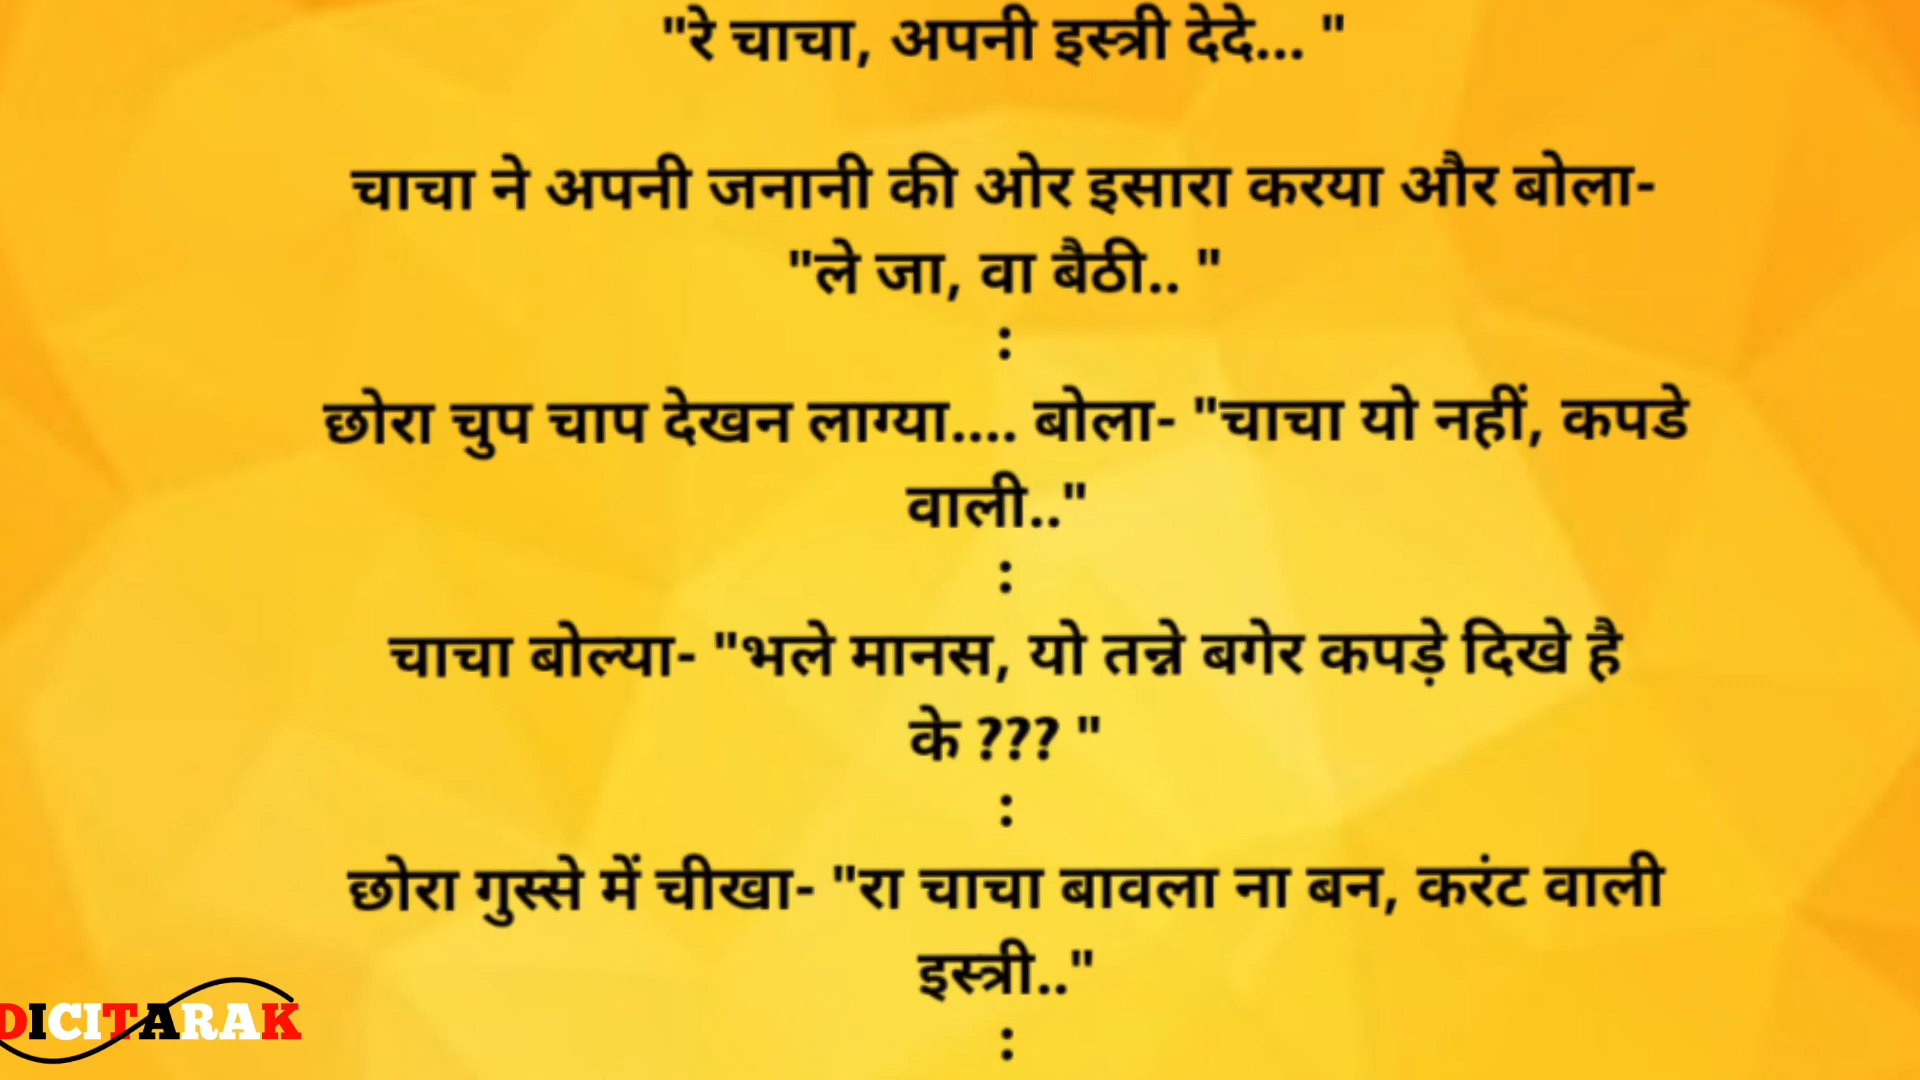 "रे चाचा, अपनी इस्त्री देदे... "
चाचा ने अपनी जनानी की ओर इसारा करया और बोला-
"ले जा, वा बैठी.. "
:
छोरा चुप चाप देखन लाग्या.... बोला- "चाचा यो नहीं, कपडे
वाली.."
:
चाचा बोल्या- "भले मानस, यो तन्ने बगेर कपड़े दिखे है
के ??? "
:
छोरा गुस्से में चीखा- "रा चाचा बावला ना बन, करंट वाली
इस्त्री.."
:
DICITARAK